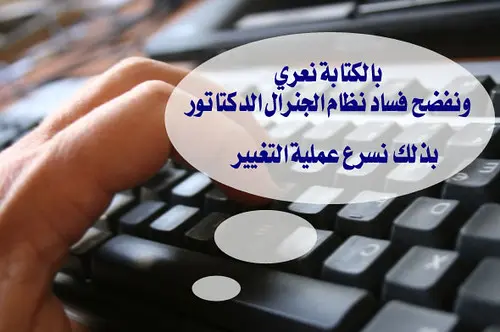 بالكتابة نعري
ونفضح فساد نظام الجنرال الدكتاتور
بذلك نسرع عملية التغيير